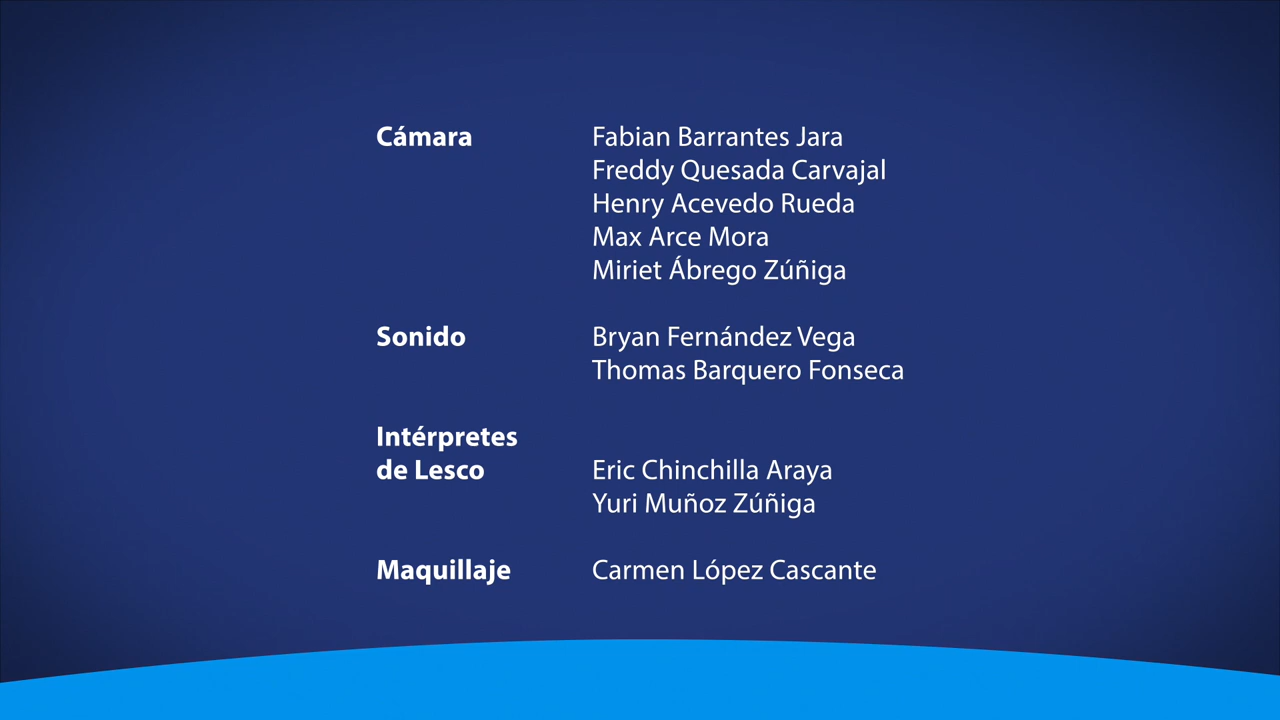 Cámara Fabian Barrantes Jara
Freddy Quesada Carvajal
Henry Acevedo Rueda
Max Arce Mora
Miriet Ábrego Zúñiga
Sonido Bryan Fernández Vega
Thomas Barquero Fonseca
Intérpretes
de Lesco Eric Chinchilla Araya
Yuri Muñoz Zúñiga
Maquillaje Carmen López Cascante